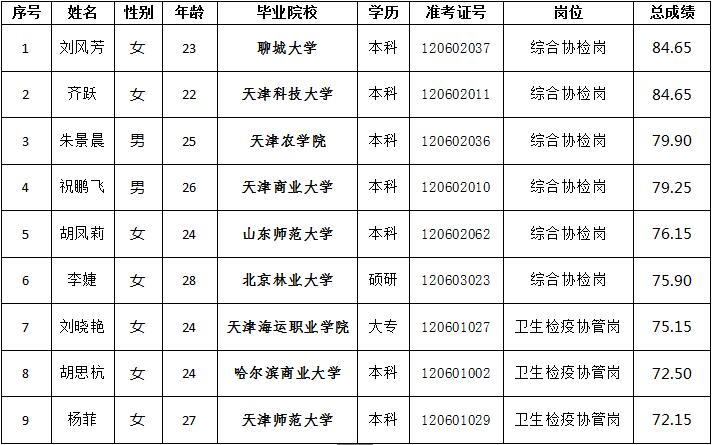 序号 姓名 性别 年龄 毕业院校 学历 准考证号 岗位 总成绩
1 刘风芳 女 23 聊城大学 本科 120602037 综合协检岗 84.65
2 齐跃 女 22 天津科技大学 本科 120602011 综合协检岗 84.65
3 朱景晨 男 25 天津农学院 本科 120602036 综合协检岗 79.90
4 祝鹏飞 男 26 天津商业大学 本科 120602010 综合协检岗 79.25
5 胡凤莉 女 24 山东师范大学 本科 120602062 综合协检岗 76.15
6 李婕 女 28 北京林业大学 硕研 120603023 综合协检岗 75.90
7 刘晓艳 女 24 天津海运职业学院 大专 120601027 卫生检疫协管岗 75.15
8 胡思杭 女 24 哈尔滨商业大学 本科 120601002 卫生检疫协管岗 72.50
9 杨菲 女 27 天津师范大学 本科 120601029 卫生检疫协管岗 72.15